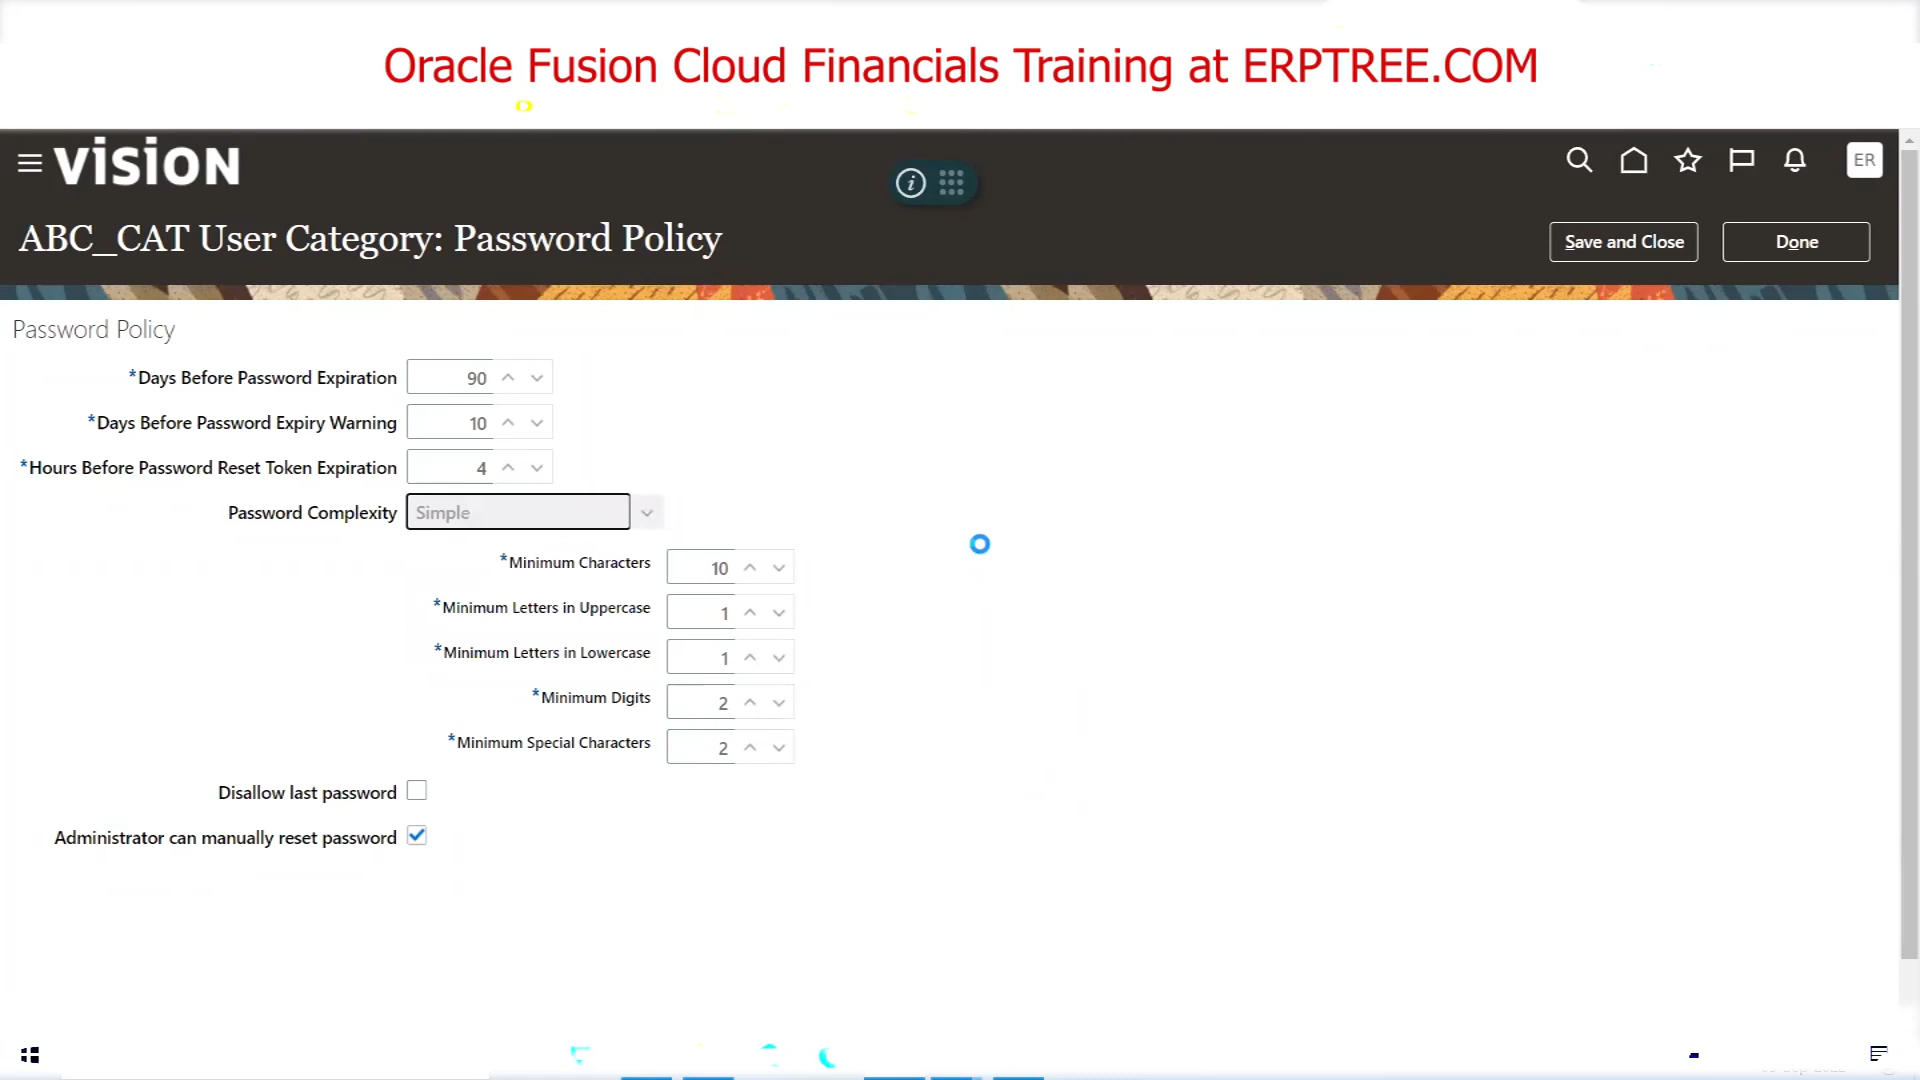 Oracle Fusion Cloud Financials Training at ERPTREE.COM
VISION
ER
ABC_CAT User Category: Password Policy
Save and Close
Done
Password Policy
*Days Before Password Expiration 90
*Days Before Password Expiry Warning 10
*Hours Before Password Reset Token Expiration 4
Password Complexity Simple
*Minimum Characters 10
*Minimum Letters in Uppercase 1
*Minimum Letters in Lowercase 1
*Minimum Digits 2
*Minimum Special Characters 2
Disallow last password
Administrator can manually reset password